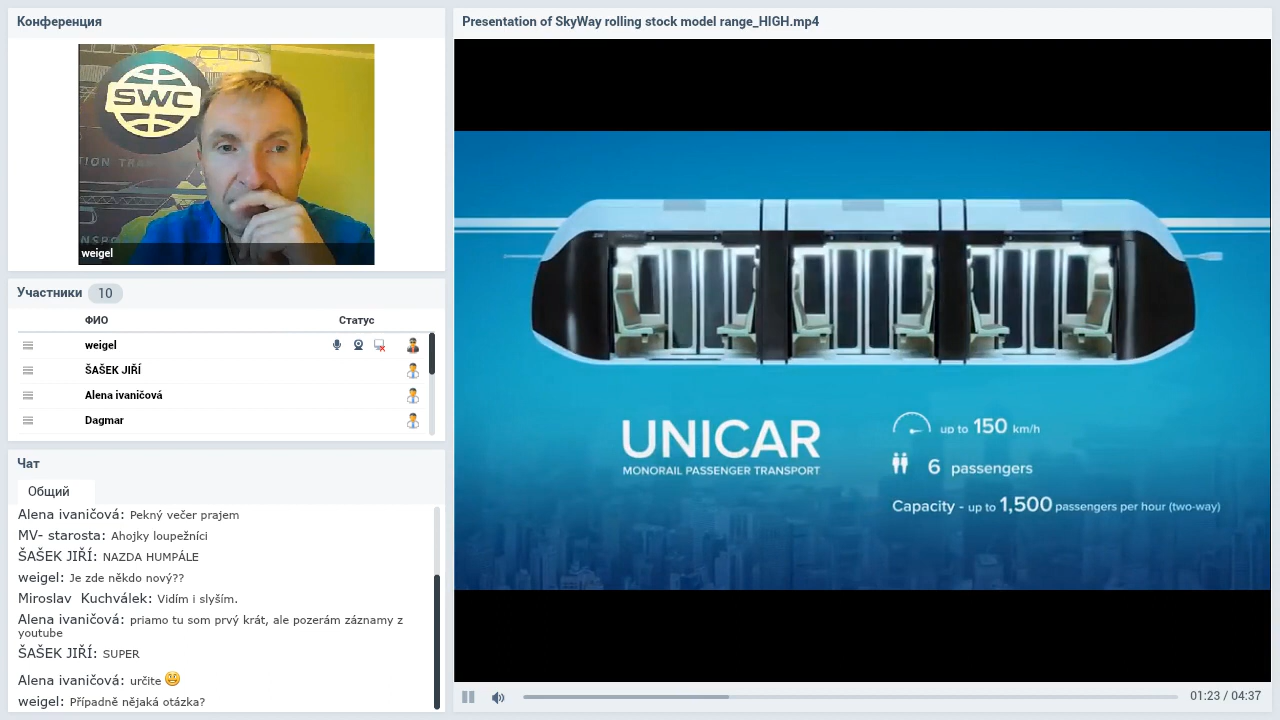 Конференция
SWC
weigel
Участники 10
ФИО Статус
weigel
ŠAŠEK JIŘÍ
Alena ivaničová
Dagmar
Чат
Общий
Alena ivaničová: Pekný večer prajem
MV- starosta: Ahojky loupežníci
ŠAŠEK JIŘÍ: NAZDA HUMPÁLE
weigel: Je zde někdo nový??
Miroslav Kuchválek: Vidím i slyším.
Alena ivaničová: priamo tu som prvý krát, ale pozerám záznamy z
youtube
ŠAŠEK JIŘÍ: SUPER
Alena ivaničová: určite
weigel: Případně nějaká otázka?
Presentation of SkyWay rolling stock model range_HIGH.mp4
UNICAR
MONORAIL PASSENGER TRANSPORT
up to 150 km/h
6 passengers
Capacity - up to 1,500 passengers per hour (two-way)
01:23 / 04:37